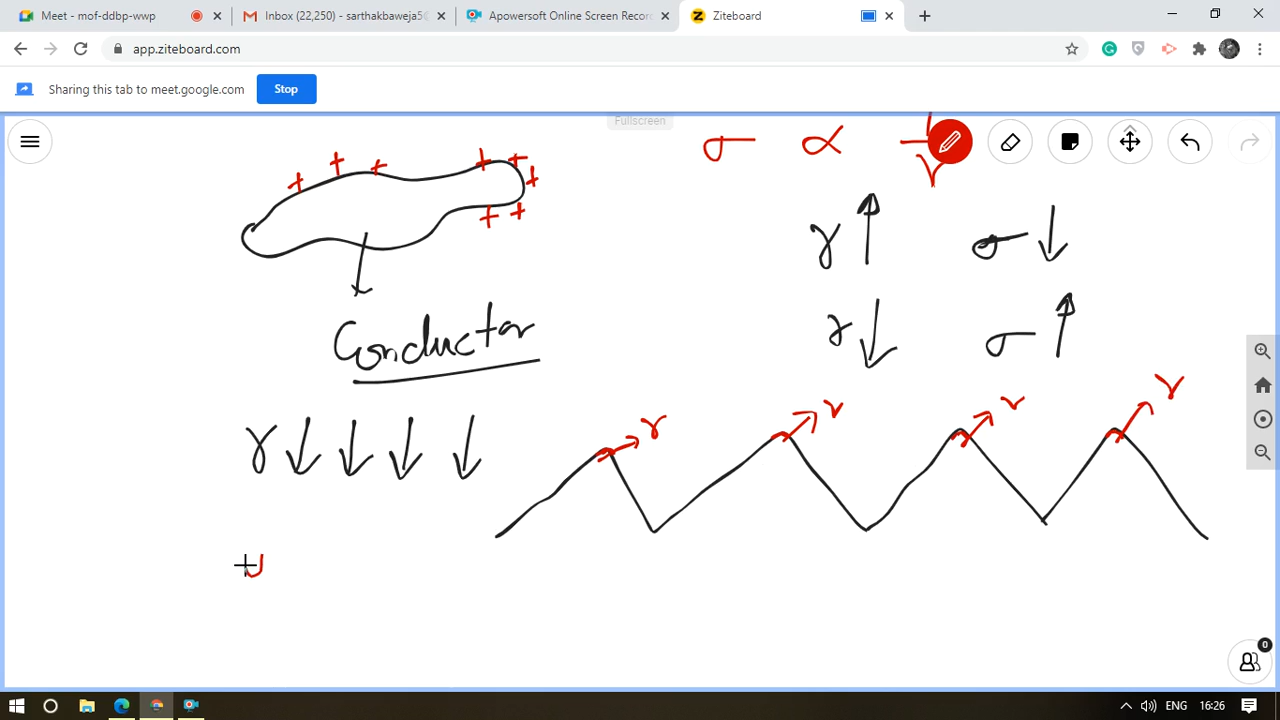 Meet - mof-ddbp-wwp
Inbox (22,250) - sarthakbaweja5
Apowersoft Online Screen Recor
Ziteboard
app.ziteboard.com
Sharing this tab to meet.google.com
Stop
Fullscreen
σ ∝ 1/r
r ↑ σ ↓
r ↓ σ ↑
Conductor
r ↓ ↓ ↓ ↓
r r r r
0
ENG 16:26